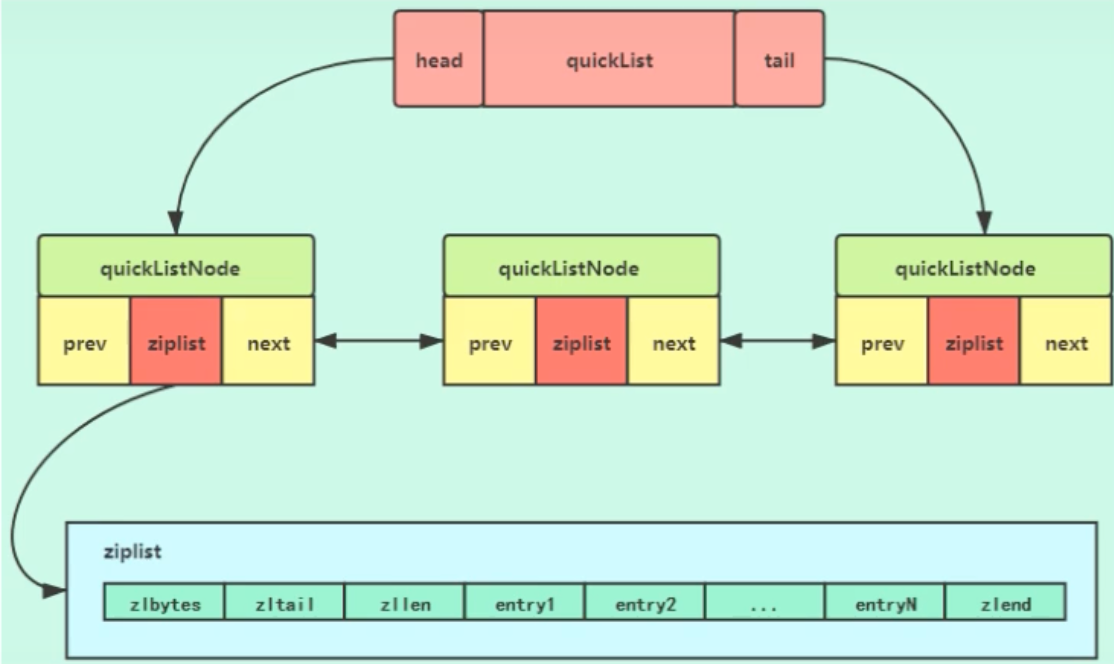 head quickList tail
quickListNode quickListNode quickListNode
prev ziplist next prev ziplist next prev ziplist next
ziplist
zlbytes zltail zllen entry1 entry2 ... entryN zlend